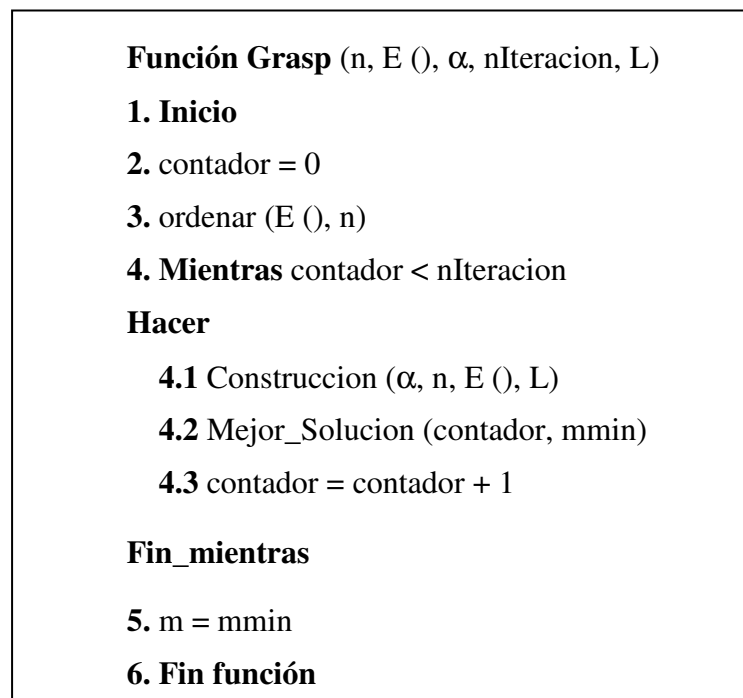 Función Grasp (n, E (), α, nIteracion, L)
1. Inicio
2. contador = 0
3. ordenar (E (), n)
4. Mientras contador < nIteracion
Hacer
4.1 Construccion (α, n, E (), L)
4.2 Mejor_Solucion (contador, mmin)
4.3 contador = contador + 1
Fin_mientras
5. m = mmin
6. Fin función